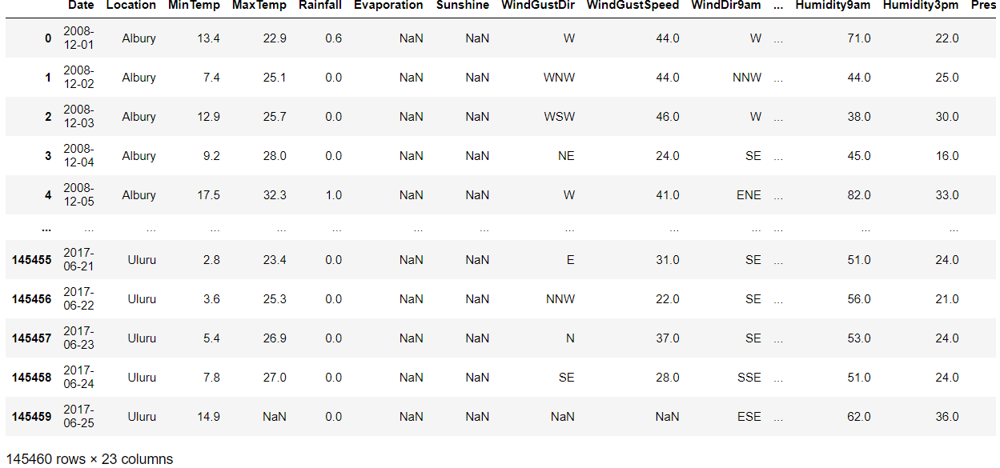 Date Location MinTemp MaxTemp Rainfall Evaporation Sunshine WindGustDir WindGustSpeed WindDir9am ... Humidity9am Humidity3pm Pres
0 2008-12-01 Albury 13.4 22.9 0.6 NaN NaN W 44.0 W ... 71.0 22.0
1 2008-12-02 Albury 7.4 25.1 0.0 NaN NaN WNW 44.0 NNW ... 44.0 25.0
2 2008-12-03 Albury 12.9 25.7 0.0 NaN NaN WSW 46.0 W ... 38.0 30.0
3 2008-12-04 Albury 9.2 28.0 0.0 NaN NaN NE 24.0 SE ... 45.0 16.0
4 2008-12-05 Albury 17.5 32.3 1.0 NaN NaN W 41.0 ENE ... 82.0 33.0
... ... ... ... ... ... ... ... ... ... ... ... ... ...
145455 2017-06-21 Uluru 2.8 23.4 0.0 NaN NaN E 31.0 SE ... 51.0 24.0
145456 2017-06-22 Uluru 3.6 25.3 0.0 NaN NaN NNW 22.0 SE ... 56.0 21.0
145457 2017-06-23 Uluru 5.4 26.9 0.0 NaN NaN N 37.0 SE ... 53.0 24.0
145458 2017-06-24 Uluru 7.8 27.0 0.0 NaN NaN SE 28.0 SSE ... 51.0 24.0
145459 2017-06-25 Uluru 14.9 NaN 0.0 NaN NaN NaN NaN ESE ... 62.0 36.0
145460 rows × 23 columns